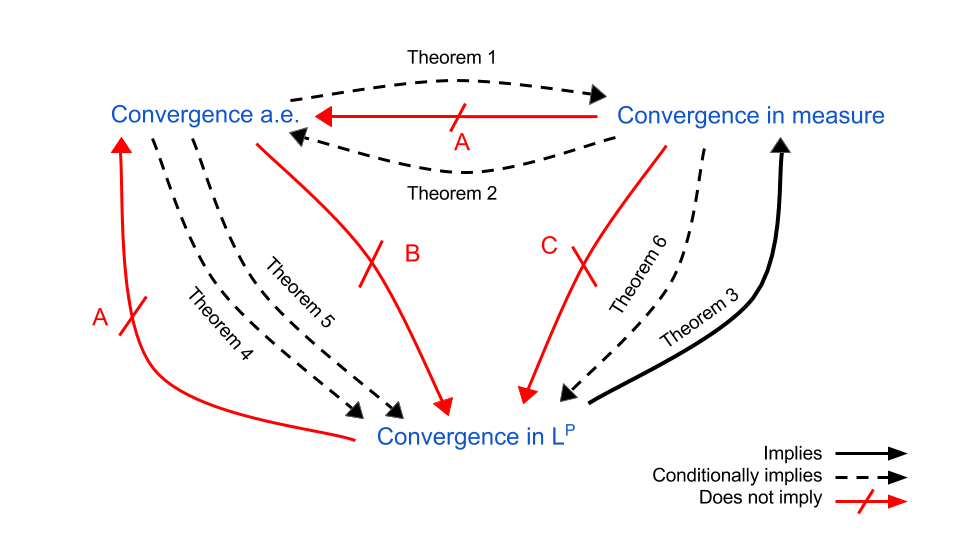 Theorem 1
Convergence a.e.
Convergence in measure
A
Theorem 2
B
C
Theorem 6
Theorem 5
Theorem 3
A
Theorem 4
Convergence in L^P
Implies
Conditionally implies
Does not imply